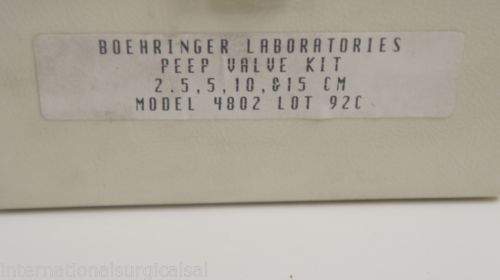 BOEHRINGER LABORATORIES
PEEP VALVE KIT
2.5,5,10,&15 CM
MODEL 4802 LOT 92C
internationalsurgicalsal